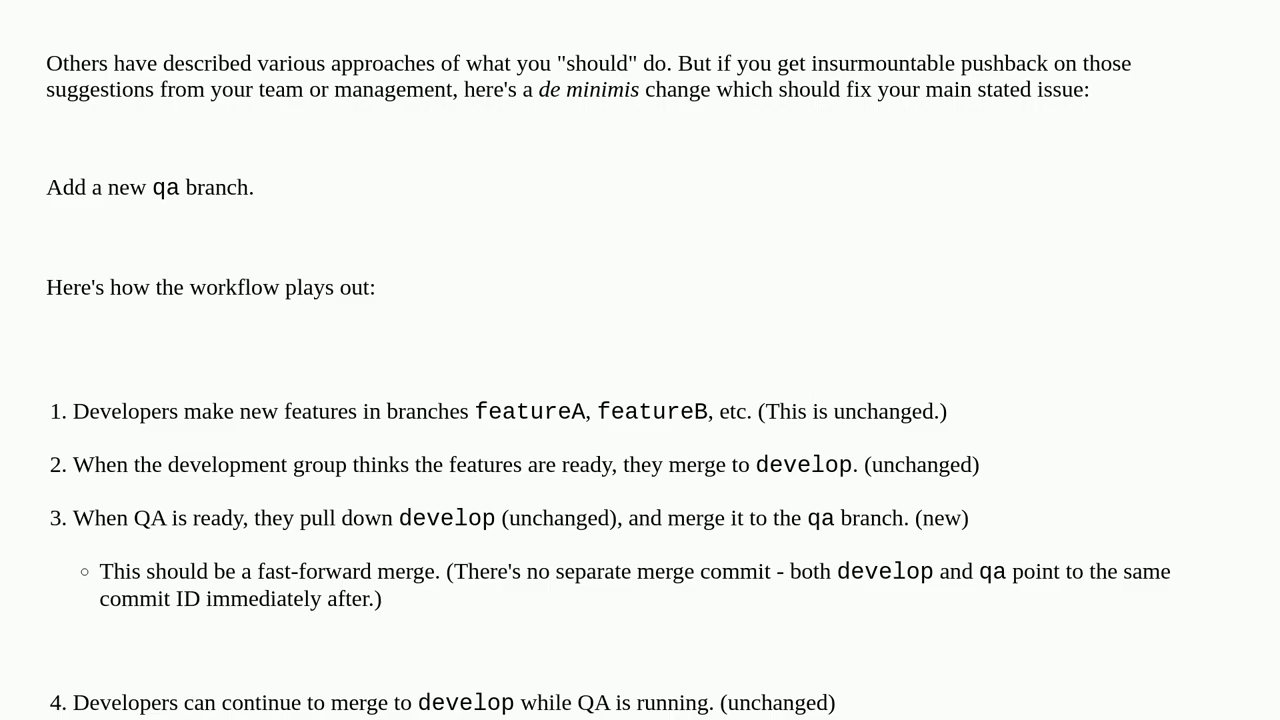 Others have described various approaches of what you "should" do. But if you get insurmountable pushback on those
suggestions from your team or management, here's a de minimis change which should fix your main stated issue:
Add a new qa branch.
Here's how the workflow plays out:
1. Developers make new features in branches featureA, featureB, etc. (This is unchanged.)
2. When the development group thinks the features are ready, they merge to develop. (unchanged)
3. When QA is ready, they pull down develop (unchanged), and merge it to the qa branch. (new)
○ This should be a fast-forward merge. (There's no separate merge commit - both develop and qa point to the same
commit ID immediately after.)
4. Developers can continue to merge to develop while QA is running. (unchanged)